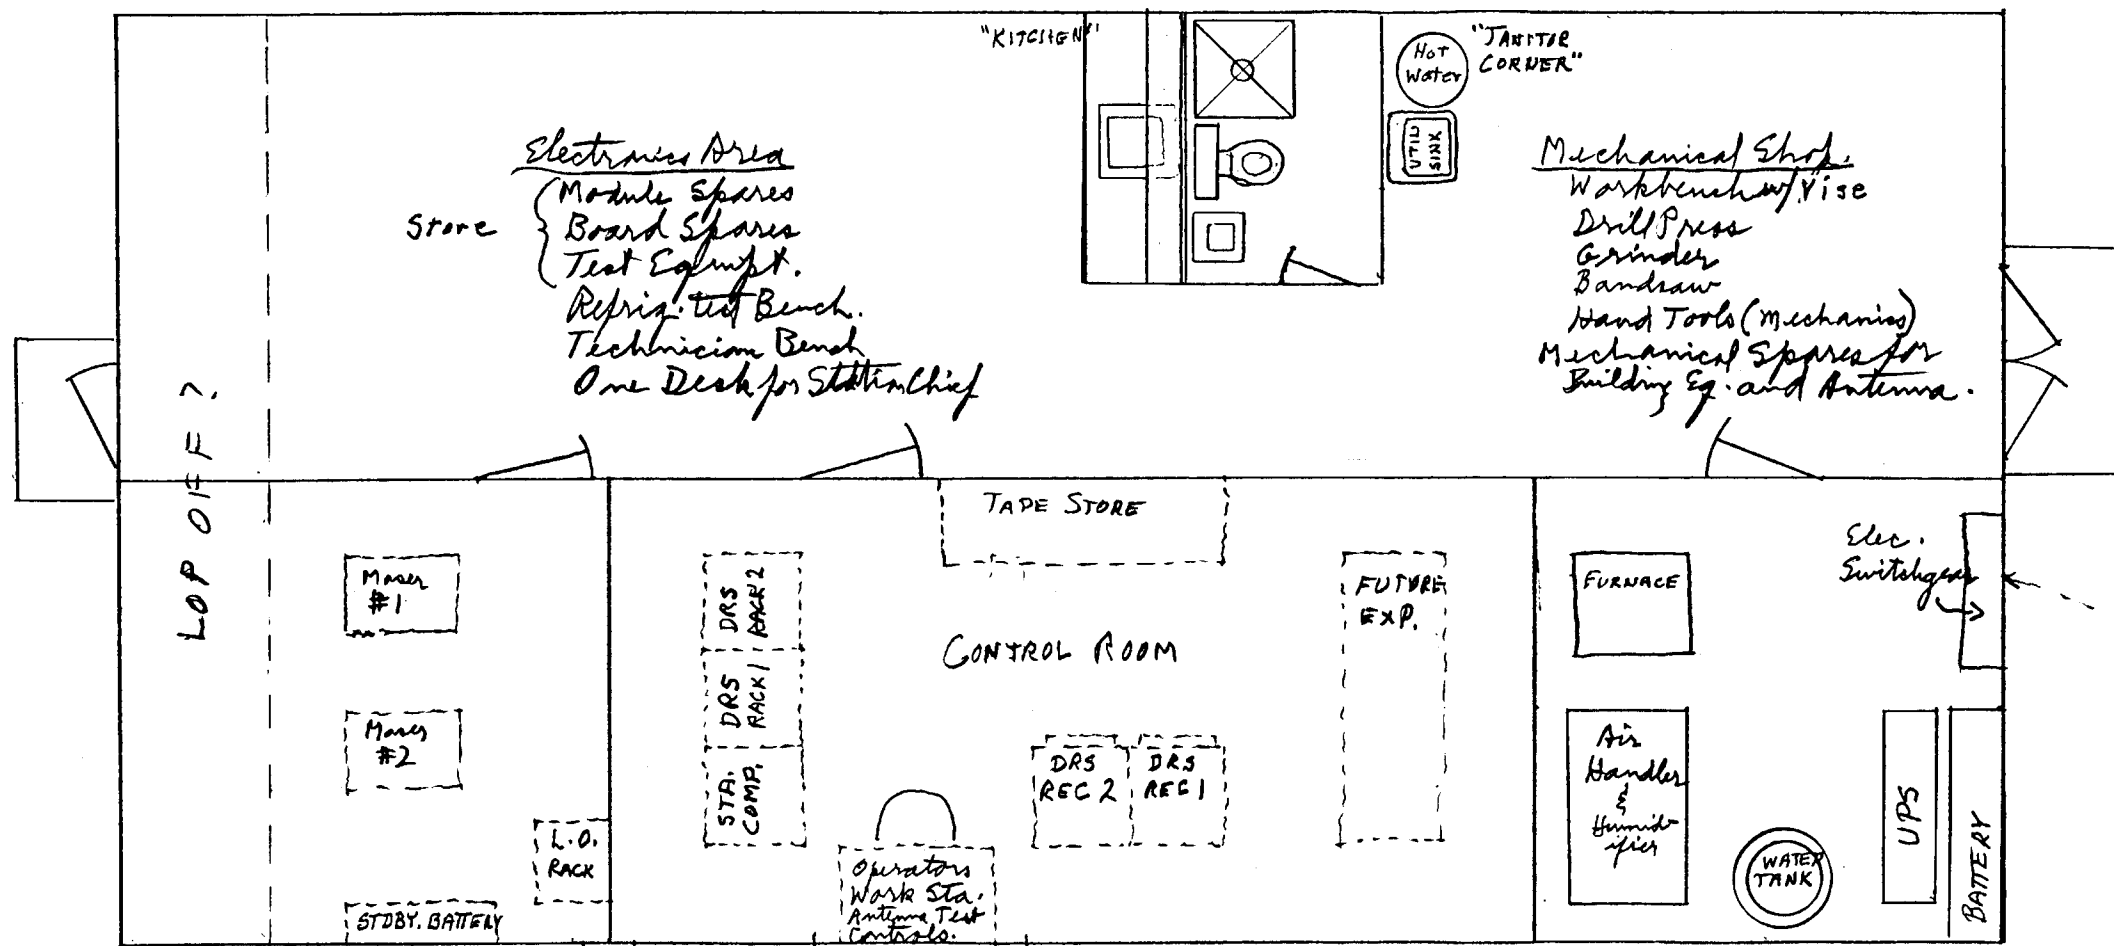 "KITCHEN"
Hot
Water
"JANITOR
CORNER"
UTIL
SINK
Electronics Area
Store
Module Spares
Board Spares
Test Eqmipt.
Refrig. test Bench.
Technician Bench
One Desk for Station Chief
Mechanical Shop.
Workbench w/ Vise
Drill Press
Grinder
Bandsaw
Hand Tools (Mechanics)
Mechanical Spares for
Building Eq. and Antenna.
LOP OFF ?
Maser
#1
Maser
#2
L.O.
RACK
STDBY. BATTERY
TAPE STORE
DRS
RACK 2
DRS
RACK 1
STA.
COMP.
CONTROL ROOM
FUTURE
EXP.
DRS
REC 2
DRS
REC 1
Operators
Work Sta.
Antenna Test
Controls.
FURNACE
Elec.
Switchgear
Air
Handler
&
Humid-
ifier
WATER
TANK
UPS
BATTERY